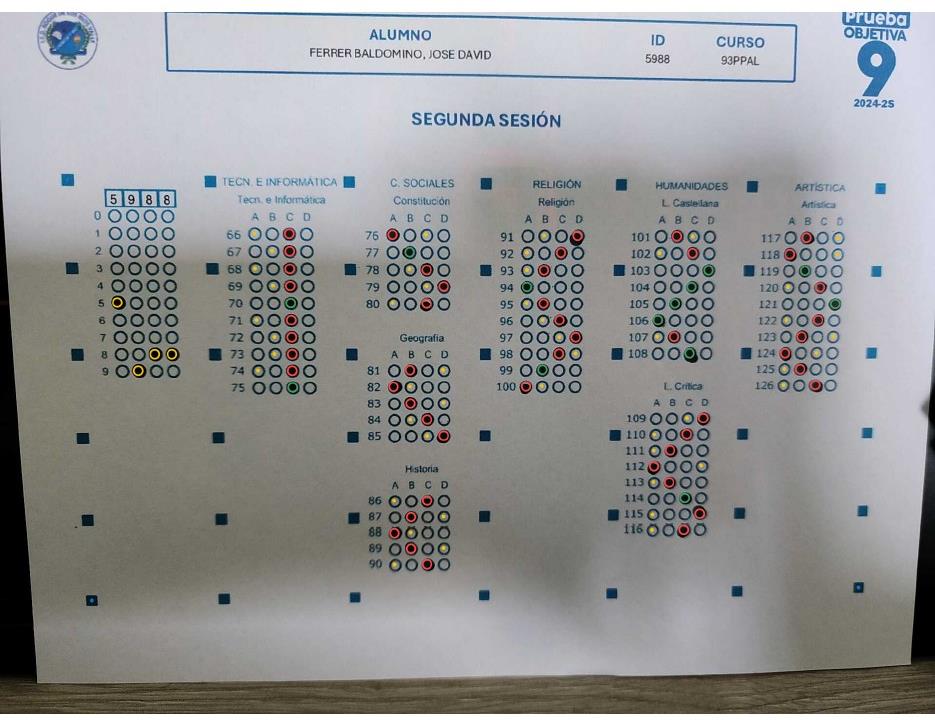 Prueba
OBJETIVA
9
2024-2S
ALUMNO
FERRER BALDOMINO, JOSE DAVID
ID
5988
CURSO
93PPAL
SEGUNDA SESIÓN
5 9 8 8
0
1
2
3
4
5
6
7
8
9
TECN. E INFORMÁTICA
Tecn. e Informática
A B C D
66
67
68
69
70
71
72
73
74
75
C. SOCIALES
Constitución
A B C D
76
77
78
79
80
Geografia
A B C D
81
82
83
84
85
Historia
A B C D
86
87
88
89
90
RELIGIÓN
Religión
A B C D
91
92
93
94
95
96
97
98
99
100
HUMANIDADES
L. Castellana
A B C D
101
102
103
104
105
106
107
108
L. Crítica
A B C D
109
110
111
112
113
114
115
116
ARTÍSTICA
Artistica
A B C D
117
118
119
120
121
122
123
124
125
126